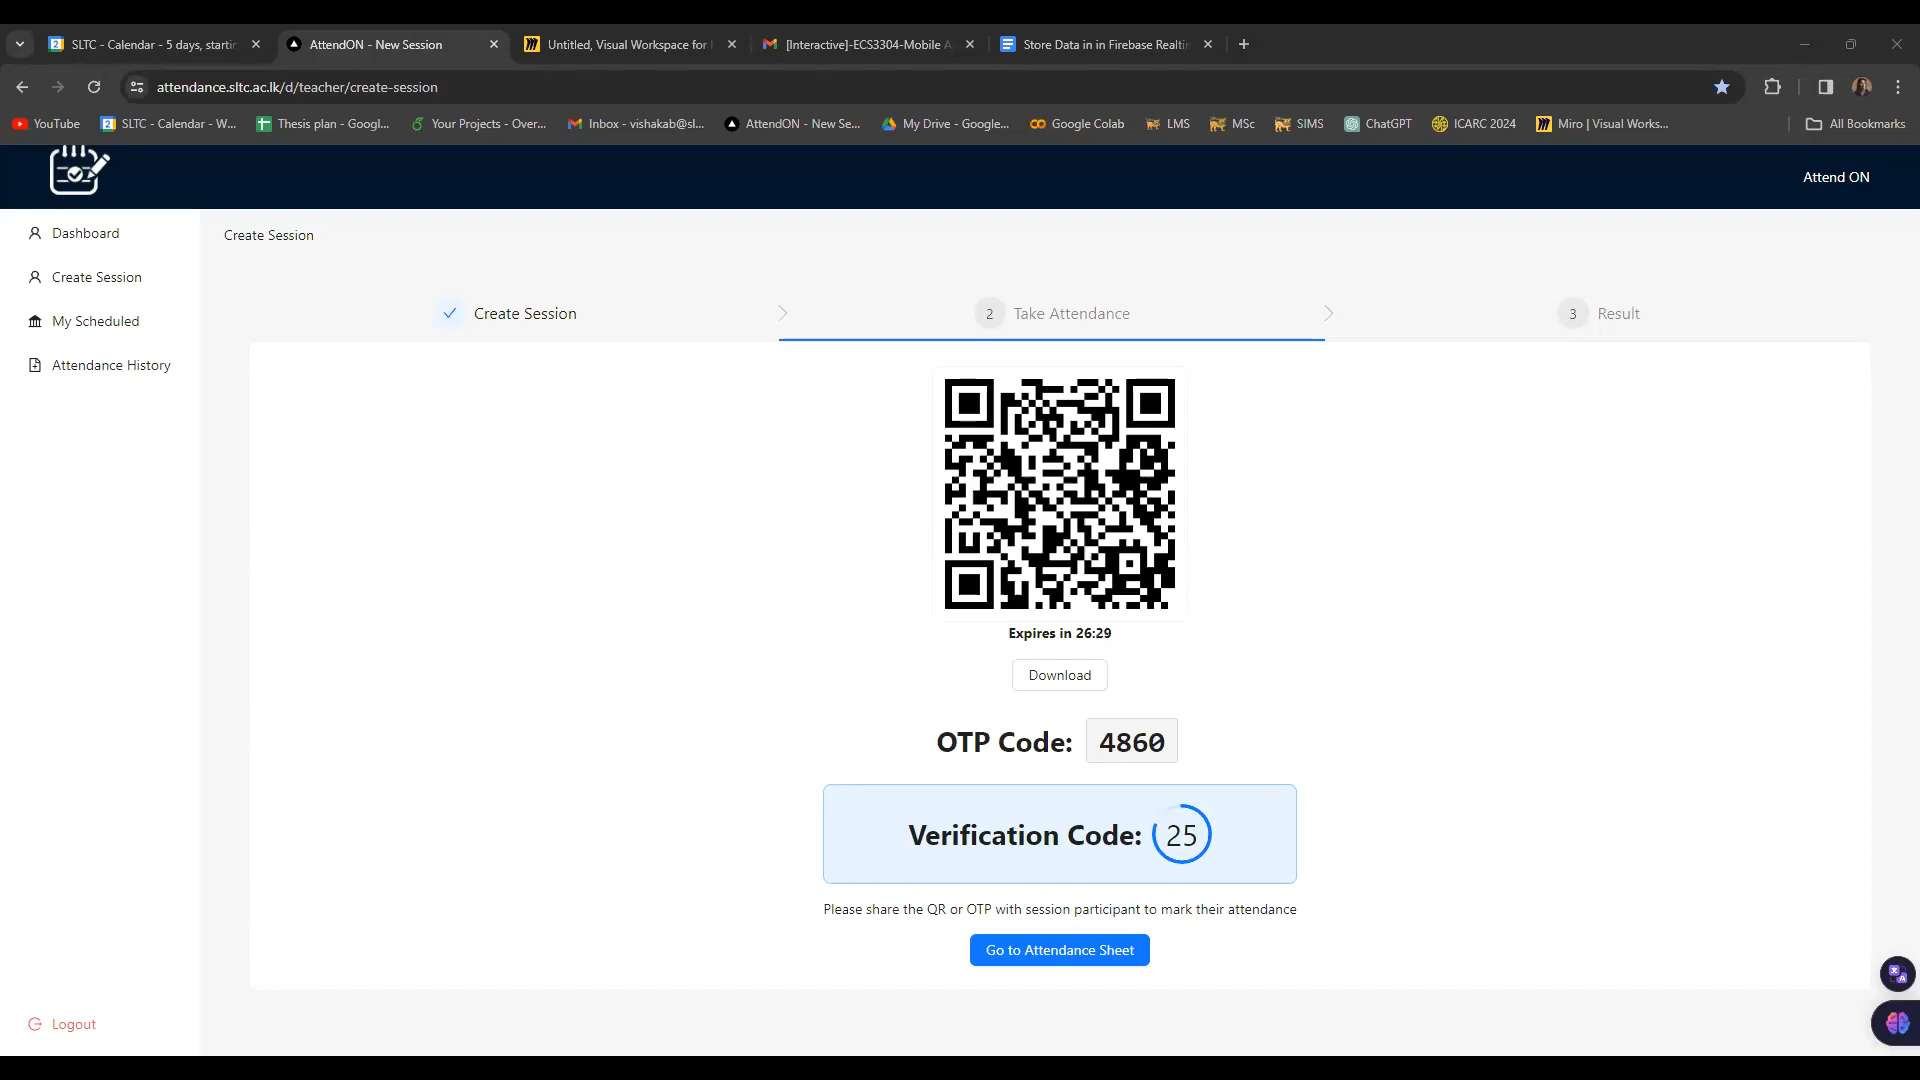 SLTC - Calendar - 5 days, startin
AttendON - New Session
Untitled, Visual Workspace for
[Interactive]-ECS3304-Mobile A
Store Data in in Firebase Realti
attendance.sltc.ac.lk/d/teacher/create-session
YouTube
SLTC - Calendar - W...
Thesis plan - Googl...
Your Projects - Over...
Inbox - vishakab@sl...
AttendON - New Se...
My Drive - Google...
Google Colab
LMS
MSc
SIMS
ChatGPT
ICARC 2024
Miro | Visual Works...
All Bookmarks
Attend ON
Dashboard
Create Session
My Scheduled
Attendance History
Logout
Create Session
Create Session
2 Take Attendance
3 Result
Expires in 26:29
Download
OTP Code: 4860
Verification Code: 25
Please share the QR or OTP with session participant to mark their attendance
Go to Attendance Sheet